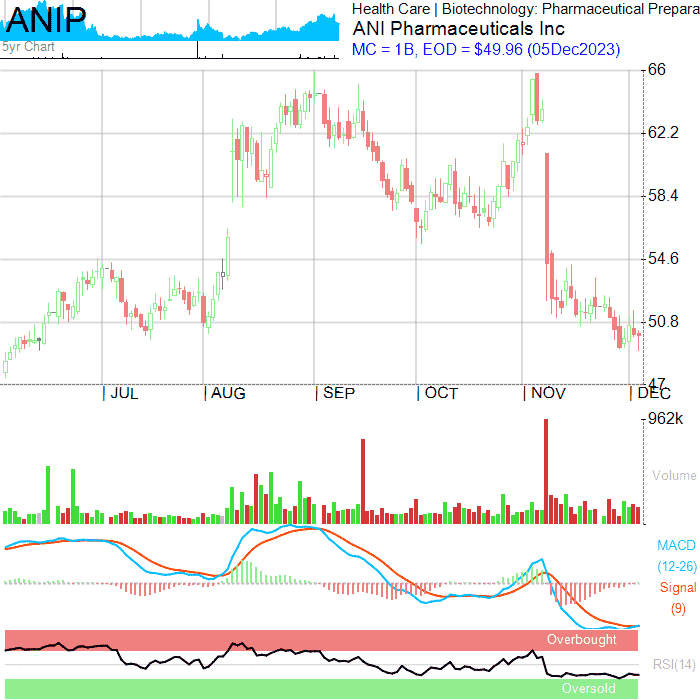 ANIP
5yr Chart
Health Care | Biotechnology: Pharmaceutical Prepara
ANI Pharmaceuticals Inc
MC = 1B, EOD = $49.96 (05Dec2023)
66
62.2
58.4
54.6
50.8
47
JUL
AUG
SEP
OCT
NOV
DEC
962k
Volume
MACD
(12-26)
Signal
(9)
Overbought
RSI(14)
Oversold